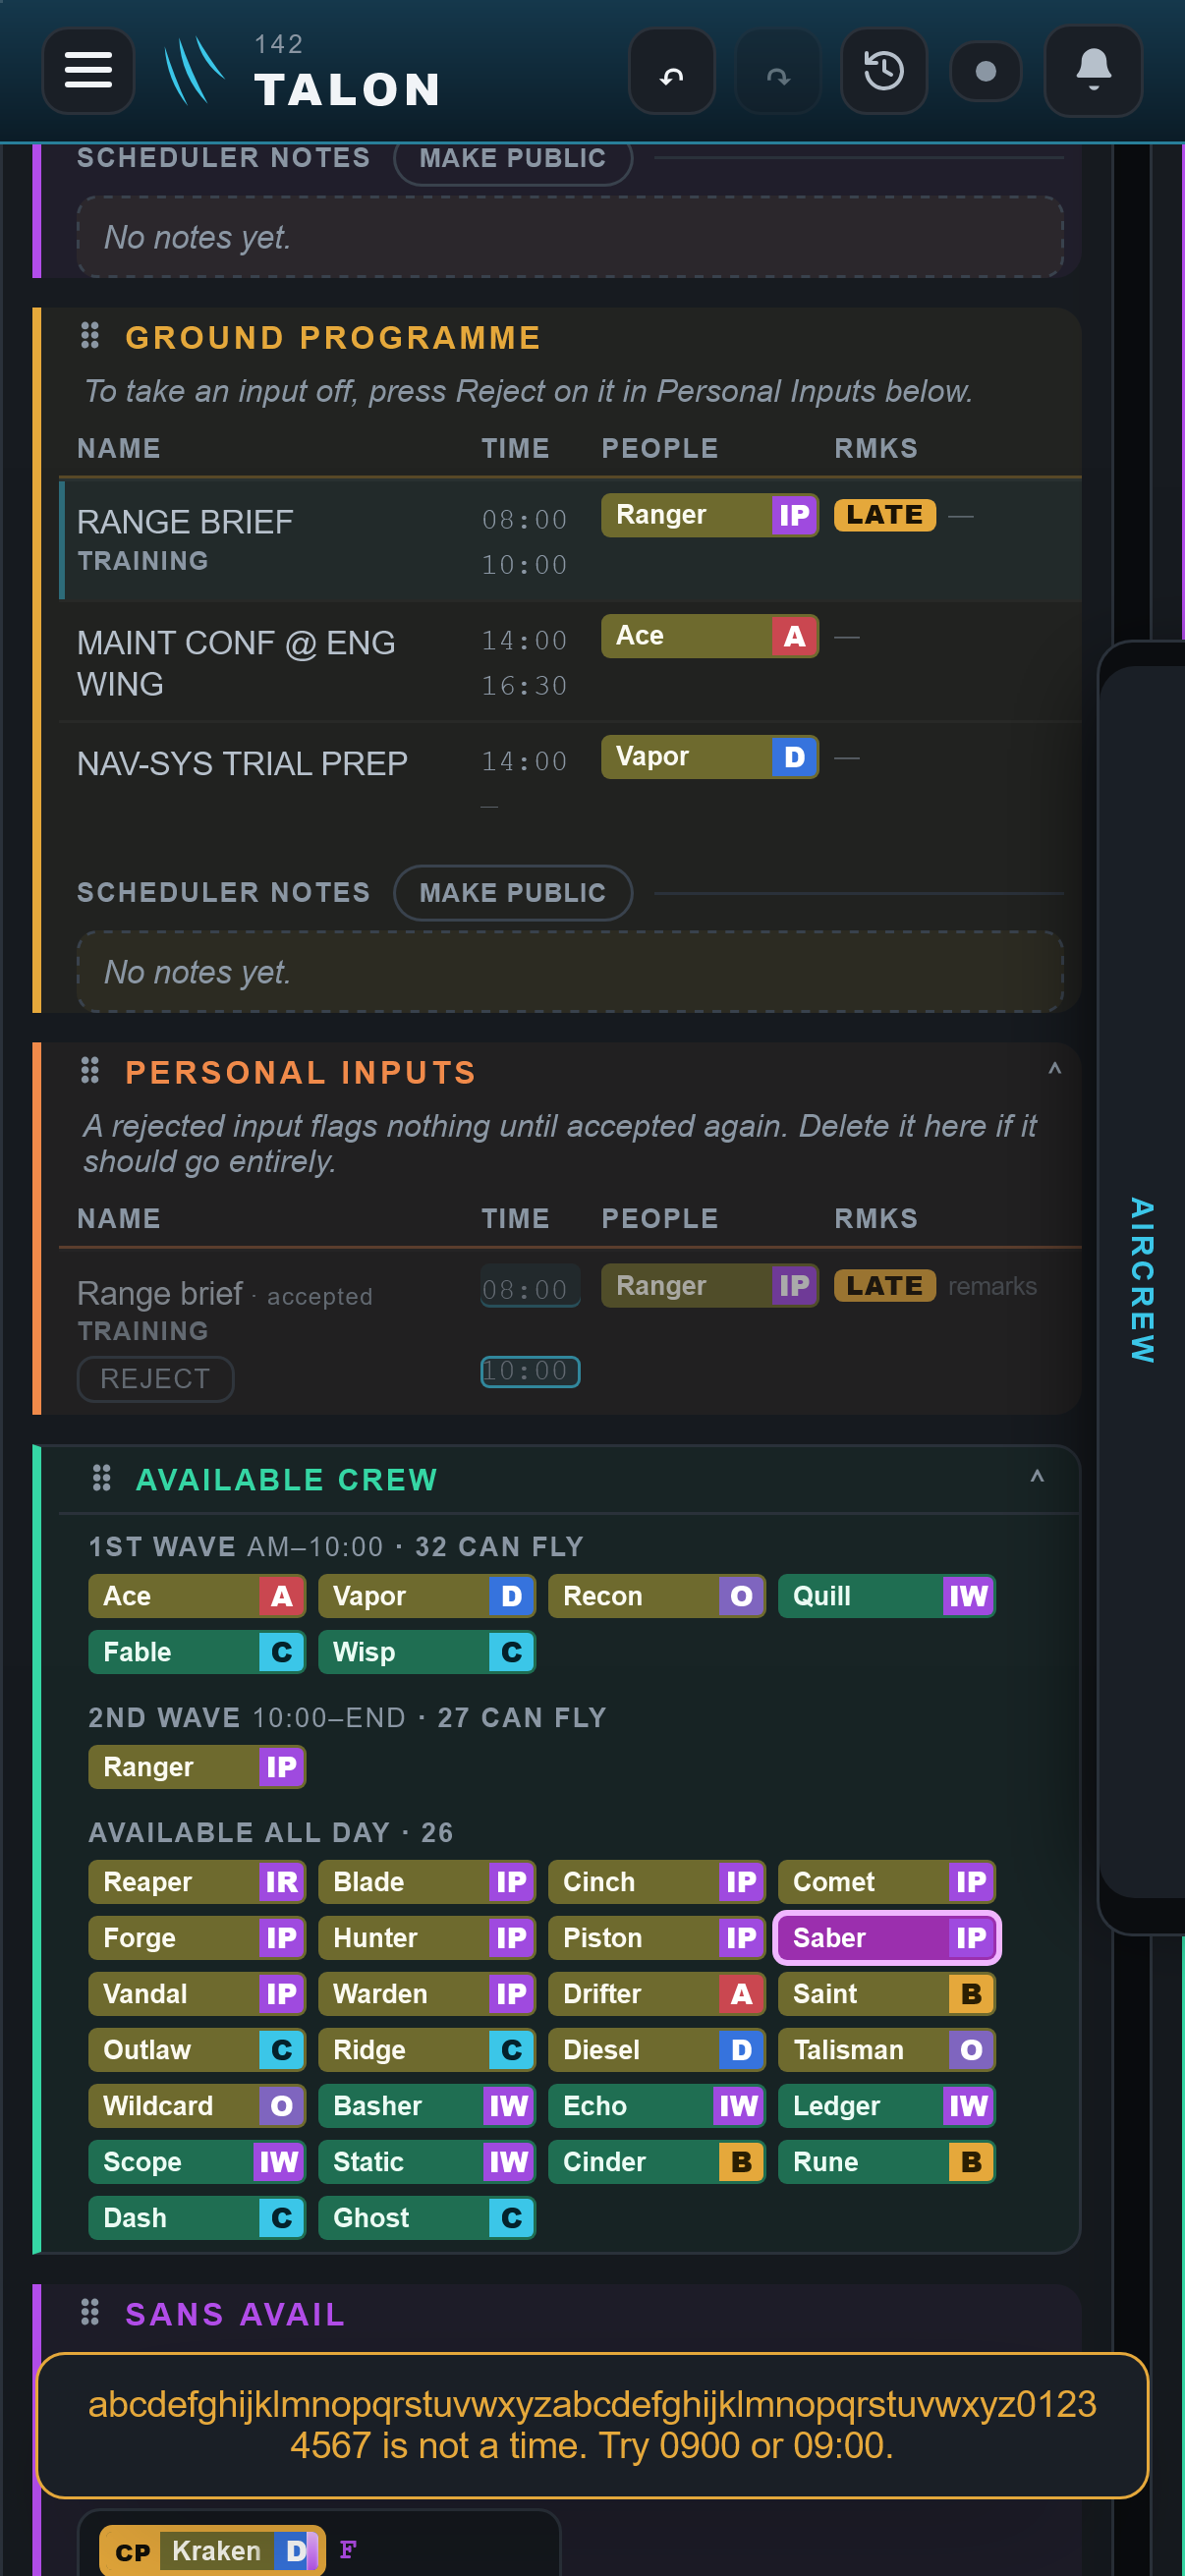 142
TALON
SCHEDULER NOTES MAKE PUBLIC
No notes yet.
GROUND PROGRAMME
To take an input off, press Reject on it in Personal Inputs below.
NAME TIME PEOPLE RMKS
RANGE BRIEF 08:00 Ranger IP LATE —
TRAINING 10:00
MAINT CONF @ ENG 14:00 Ace A —
WING 16:30
NAV-SYS TRIAL PREP 14:00 Vapor D —
—
SCHEDULER NOTES MAKE PUBLIC
No notes yet.
PERSONAL INPUTS ^
A rejected input flags nothing until accepted again. Delete it here if it
should go entirely.
NAME TIME PEOPLE RMKS
Range brief · accepted 08:00 Ranger IP LATE remarks
TRAINING
REJECT 10:00
AIRCREW
AVAILABLE CREW ^
1ST WAVE AM–10:00 · 32 CAN FLY
Ace A Vapor D Recon O Quill IW
Fable C Wisp C
2ND WAVE 10:00–END · 27 CAN FLY
Ranger IP
AVAILABLE ALL DAY · 26
Reaper IR Blade IP Cinch IP Comet IP
Forge IP Hunter IP Piston IP Saber IP
Vandal IP Warden IP Drifter A Saint B
Outlaw C Ridge C Diesel D Talisman O
Wildcard O Basher IW Echo IW Ledger IW
Scope IW Static IW Cinder B Rune B
Dash C Ghost C
SANS AVAIL
abcdefghijklmnopqrstuvwxyzabcdefghijklmnopqrstuvwxyz0123
4567 is not a time. Try 0900 or 09:00.
CP Kraken D F